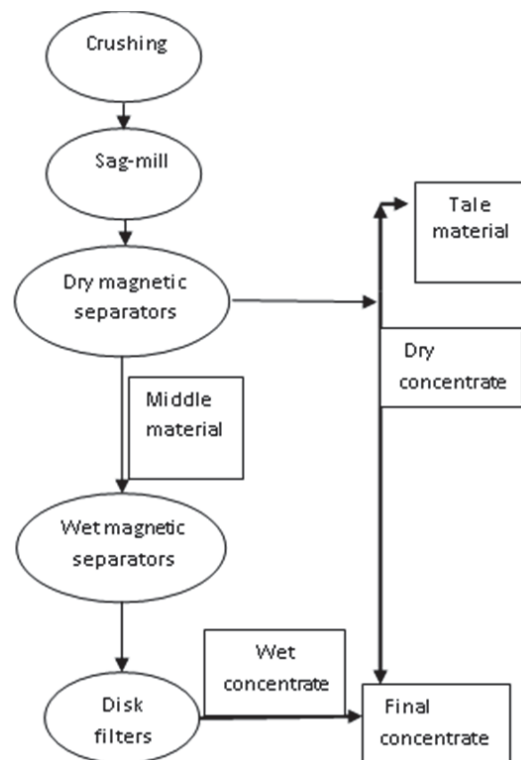 Crushing
Sag-mill
Tale
material
Dry magnetic
separators
Dry
concentrate
Middle
material
Wet magnetic
separators
Wet
concentrate
Disk
filters
Final
concentrate